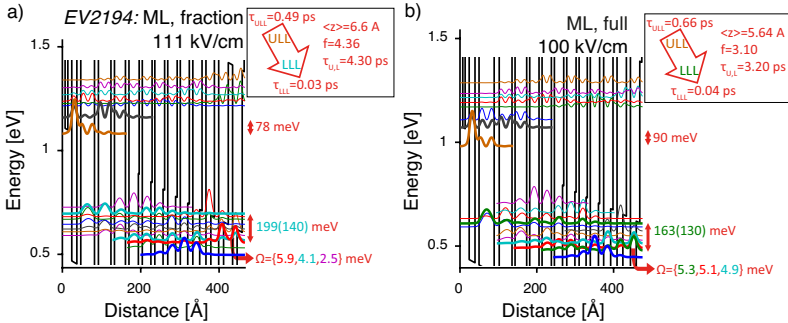 a)
EV2194: ML, fraction
111 kV/cm
τULL=0.49 ps
ULL
LLL
τLLL=0.03 ps
<z>=6.6 A
f=4.36
τU,L=4.30 ps
1.5
1
0.5
Energy [eV]
78 meV
199(140) meV
Ω={5.9,4.1,2.5} meV
0
200
400
Distance [Å]
b)
ML, full
100 kV/cm
τULL=0.66 ps
ULL
LLL
τLLL=0.04 ps
<z>=5.64 A
f=3.10
τU,L=3.20 ps
1.5
1
0.5
Energy [eV]
90 meV
163(130) meV
Ω={5.3,5.1,4.9} meV
0
200
400
Distance [Å]